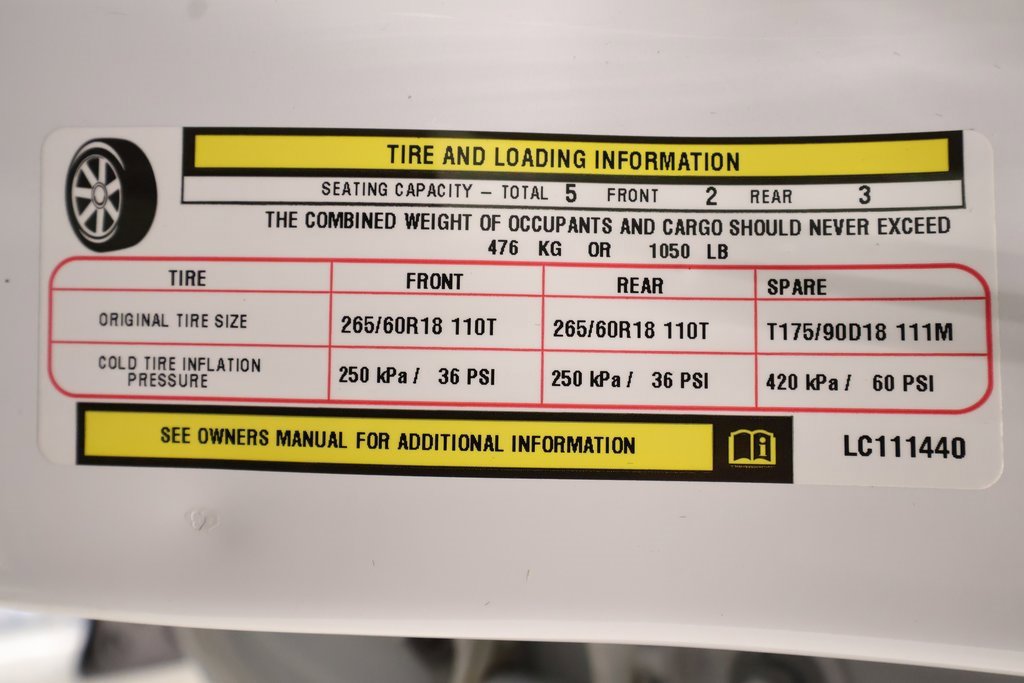 TIRE AND LOADING INFORMATION
SEATING CAPACITY – TOTAL 5 FRONT 2 REAR 3
THE COMBINED WEIGHT OF OCCUPANTS AND CARGO SHOULD NEVER EXCEED
476 KG OR 1050 LB
TIRE FRONT REAR SPARE
ORIGINAL TIRE SIZE 265/60R18 110T 265/60R18 110T T175/90D18 111M
COLD TIRE INFLATION
PRESSURE 250 kPa / 36 PSI 250 kPa / 36 PSI 420 kPa / 60 PSI
SEE OWNERS MANUAL FOR ADDITIONAL INFORMATION
LC111440